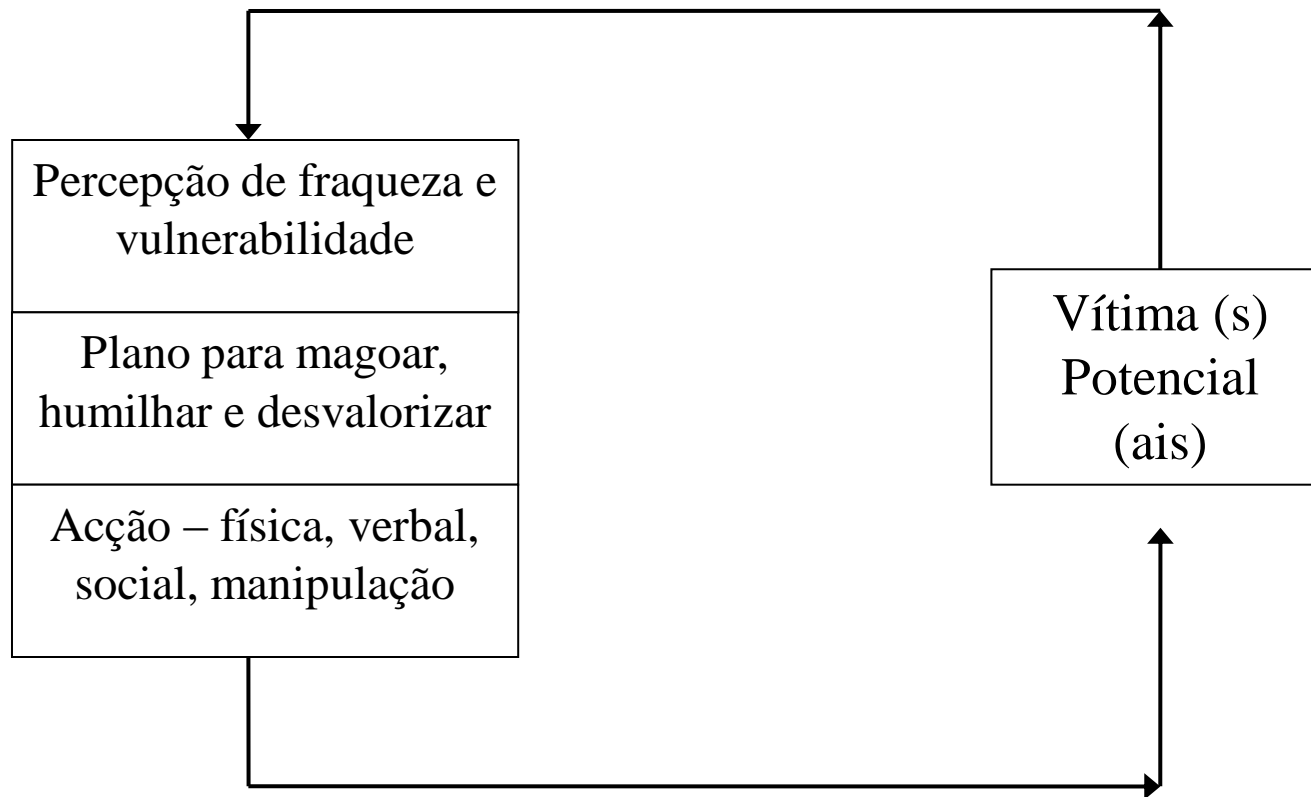 Percepção de fraqueza e
vulnerabilidade
Plano para magoar,
humilhar e desvalorizar
Acção – física, verbal,
social, manipulação
Vítima (s)
Potencial
(ais)